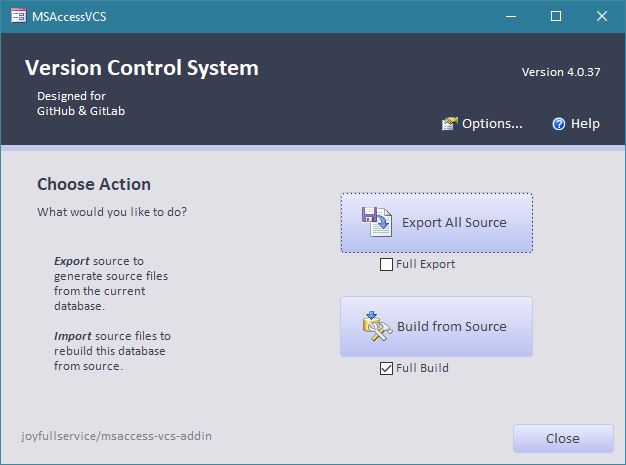 MSAccessVCS
Version Control System
Version 4.0.37
Designed for
GitHub & GitLab
Options...
Help
Choose Action
What would you like to do?
Export source to
generate source files
from the current
database.
Import source files to
rebuild this database
from source.
Export All Source
Full Export
Build from Source
Full Build
joyfullservice/msaccess-vcs-addin
Close